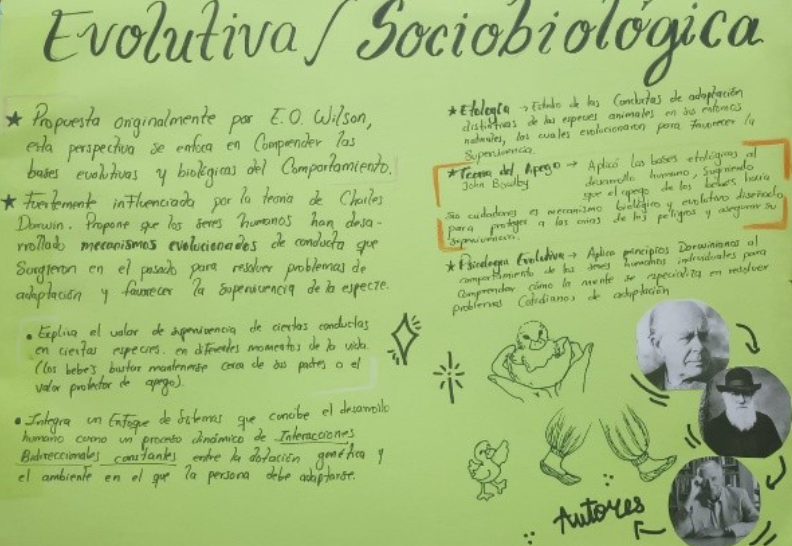 Evolutiva / Sociobiológica
★ Propuesta originalmente por E.O. Wilson,
esta perspectiva se enfoca en Comprender las
bases evolutivas y biológicas del Comportamiento.
★ Fuertemente influenciada por la teoría de Charles
Darwin. Propone que los seres humanos han desa-
rrollado mecanismos evolucionados de conducta que
Surgieron en el pasado para resolver problemas de
adaptación y favorecer la supervivencia de la especie.
• Explica el valor de supervivencia de ciertas conductas
en ciertas especies. en diferentes momentos de la vida.
(los bebés buscar mantenerse cerca de sus padres o el
valor protector de apego).
• Integra un Enfoque de Sistemas que concibe el desarrollo
humano como un proceso dinámico de Interacciones
Bidireccionales constantes entre la dotación genética y
el ambiente en el que la persona debe adaptarse.
★ Etología → Estudio de las Conductas de adaptación
distintivas de las especies animales en sus entornos
naturales, las cuales evolucionaron para favorecer la
Supervivencia.
★ Teoría del Apego → Aplicó las bases etológicas al
John Bowlby desarrollo humano, sugiriendo
que el apego de los bebés hacia
sus cuidadores es mecanismo biológico y evolutivo diseñado
para proteger a las crías de los peligros y asegurar su
supervivencia.
★ Psicología Evolutiva → Aplica principios Darwinianos al
comportamiento de los seres humanos individuales para
Comprender cómo la mente se especializa en resolver
problemas Cotidianos de adaptación
Autores